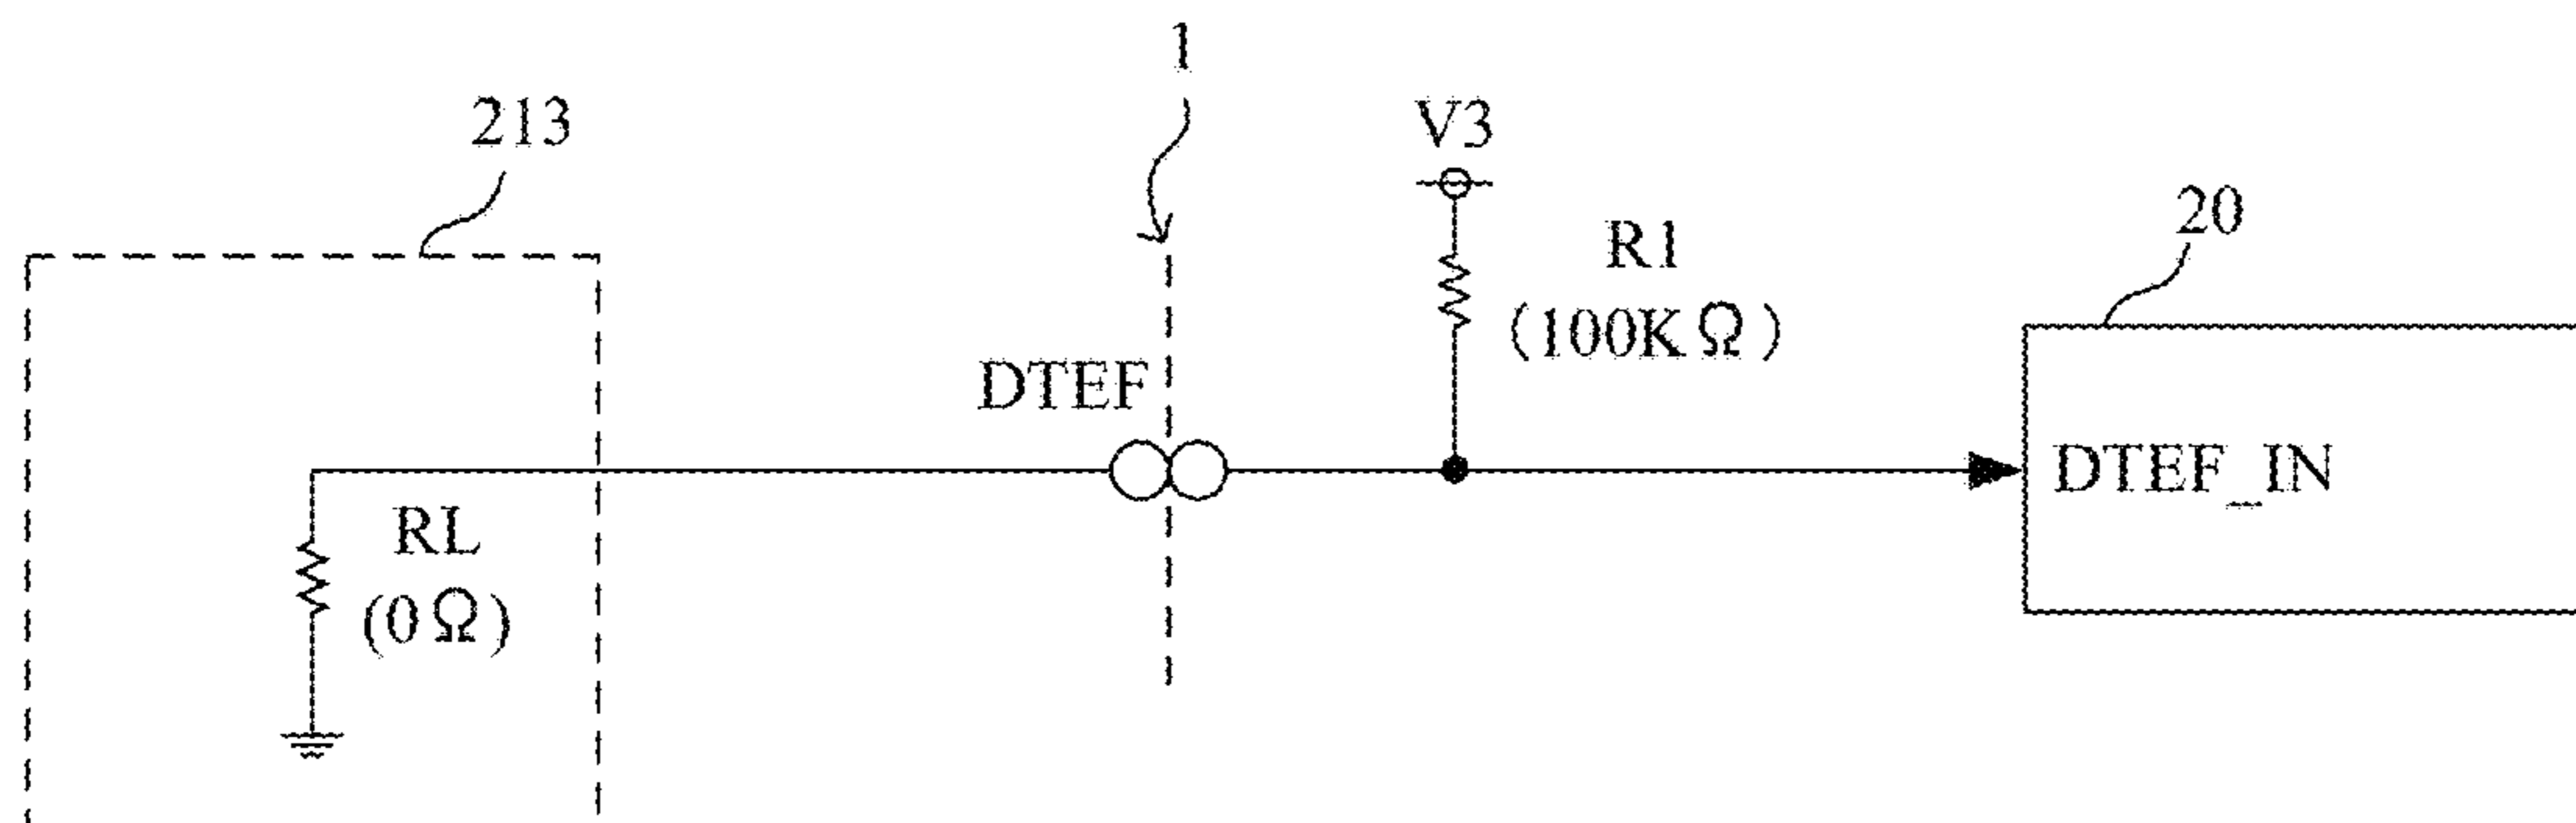 1
213
V3
20
R1
(100KΩ)
DTEF
DTEF_IN
RL
(0Ω)